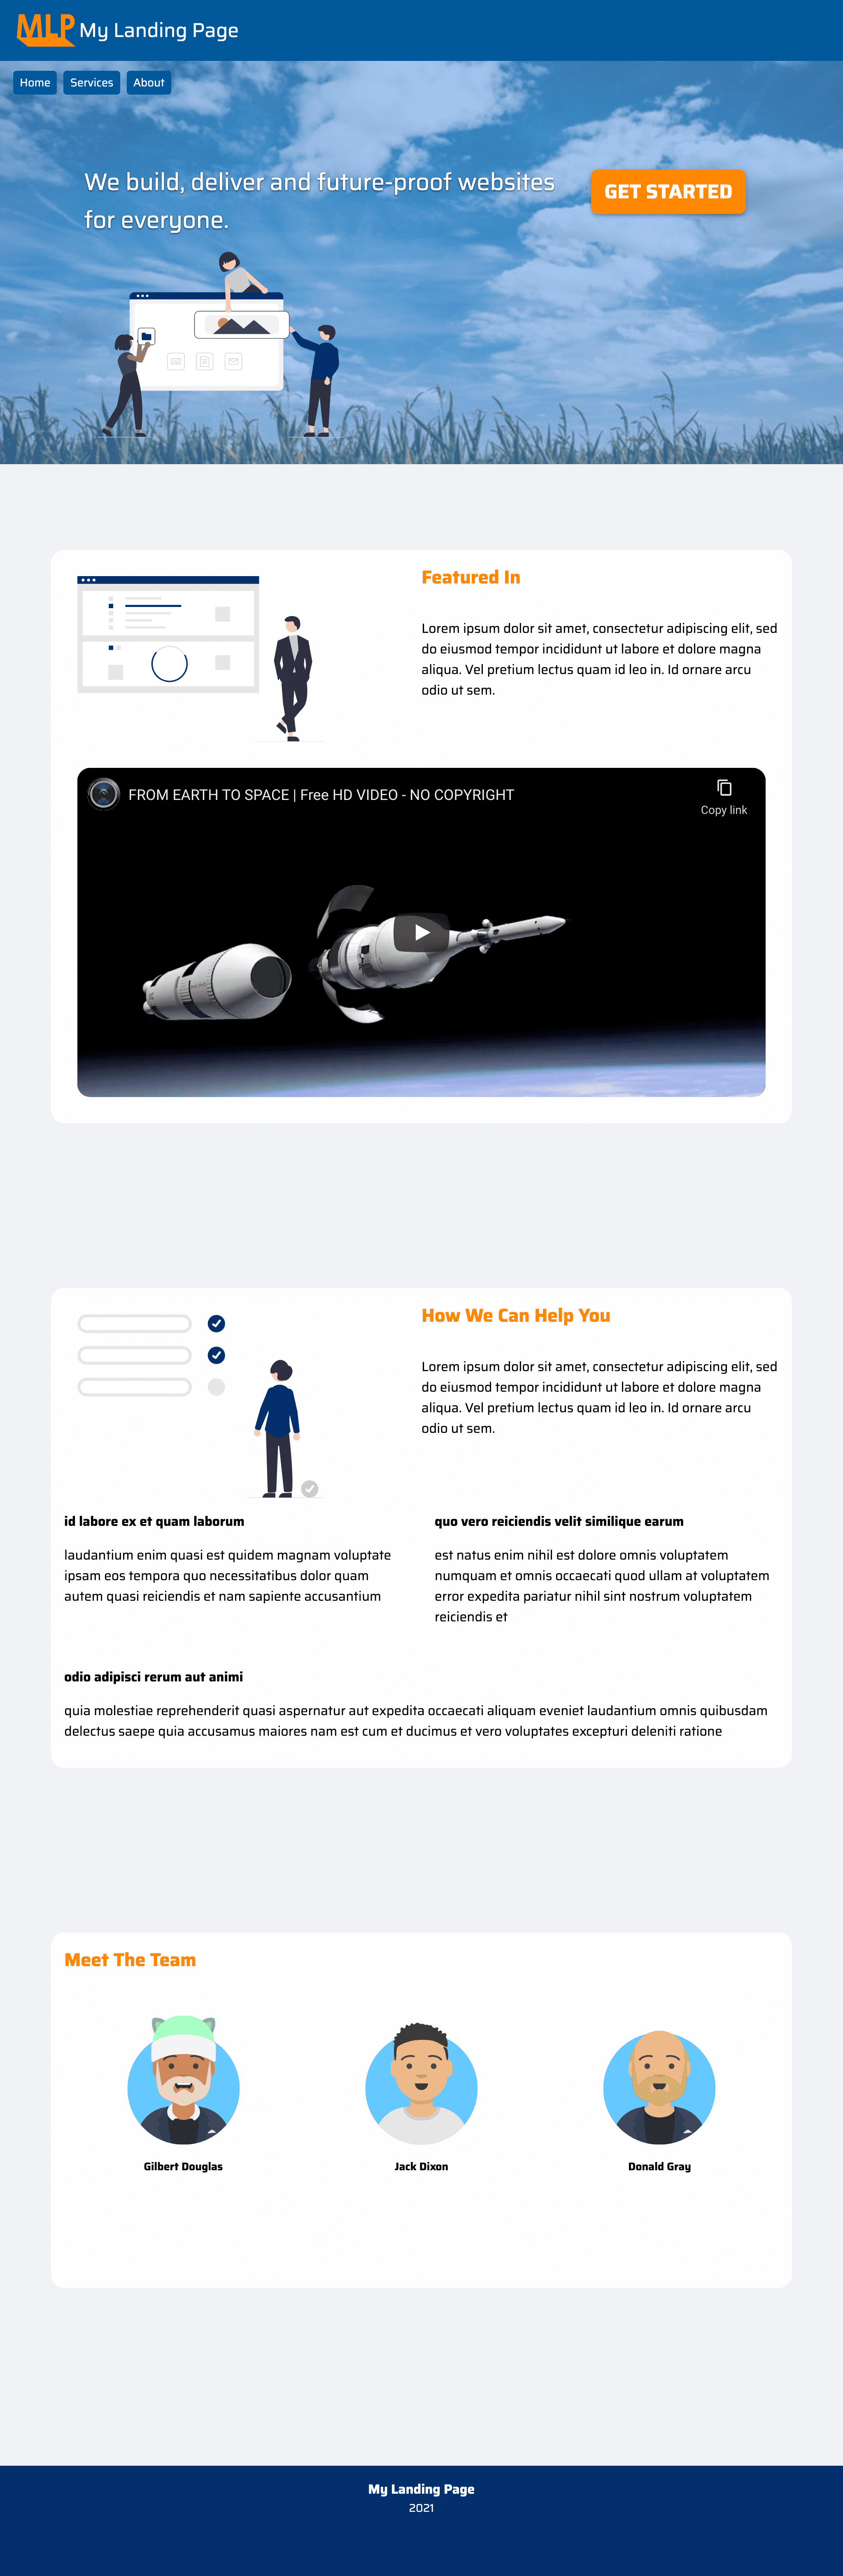 MLP My Landing Page
Home Services About
We build, deliver and future-proof websites
for everyone.
GET STARTED
Featured In
Lorem ipsum dolor sit amet, consectetur adipiscing elit, sed
do eiusmod tempor incididunt ut labore et dolore magna
aliqua. Vel pretium lectus quam id leo in. Id ornare arcu
odio ut sem.
FROM EARTH TO SPACE | Free HD VIDEO - NO COPYRIGHT
Copy link
How We Can Help You
Lorem ipsum dolor sit amet, consectetur adipiscing elit, sed
do eiusmod tempor incididunt ut labore et dolore magna
aliqua. Vel pretium lectus quam id leo in. Id ornare arcu
odio ut sem.
id labore ex et quam laborum
laudantium enim quasi est quidem magnam voluptate
ipsam eos tempora quo necessitatibus dolor quam
autem quasi reiciendis et nam sapiente accusantium
quo vero reiciendis velit similique earum
est natus enim nihil est dolore omnis voluptatem
numquam et omnis occaecati quod ullam at voluptatem
error expedita pariatur nihil sint nostrum voluptatem
reiciendis et
odio adipisci rerum aut animi
quia molestiae reprehenderit quasi aspernatur aut expedita occaecati aliquam eveniet laudantium omnis quibusdam
delectus saepe quia accusamus maiores nam est cum et ducimus et vero voluptates excepturi deleniti ratione
Meet The Team
Gilbert Douglas
Jack Dixon
Donald Gray
My Landing Page
2021